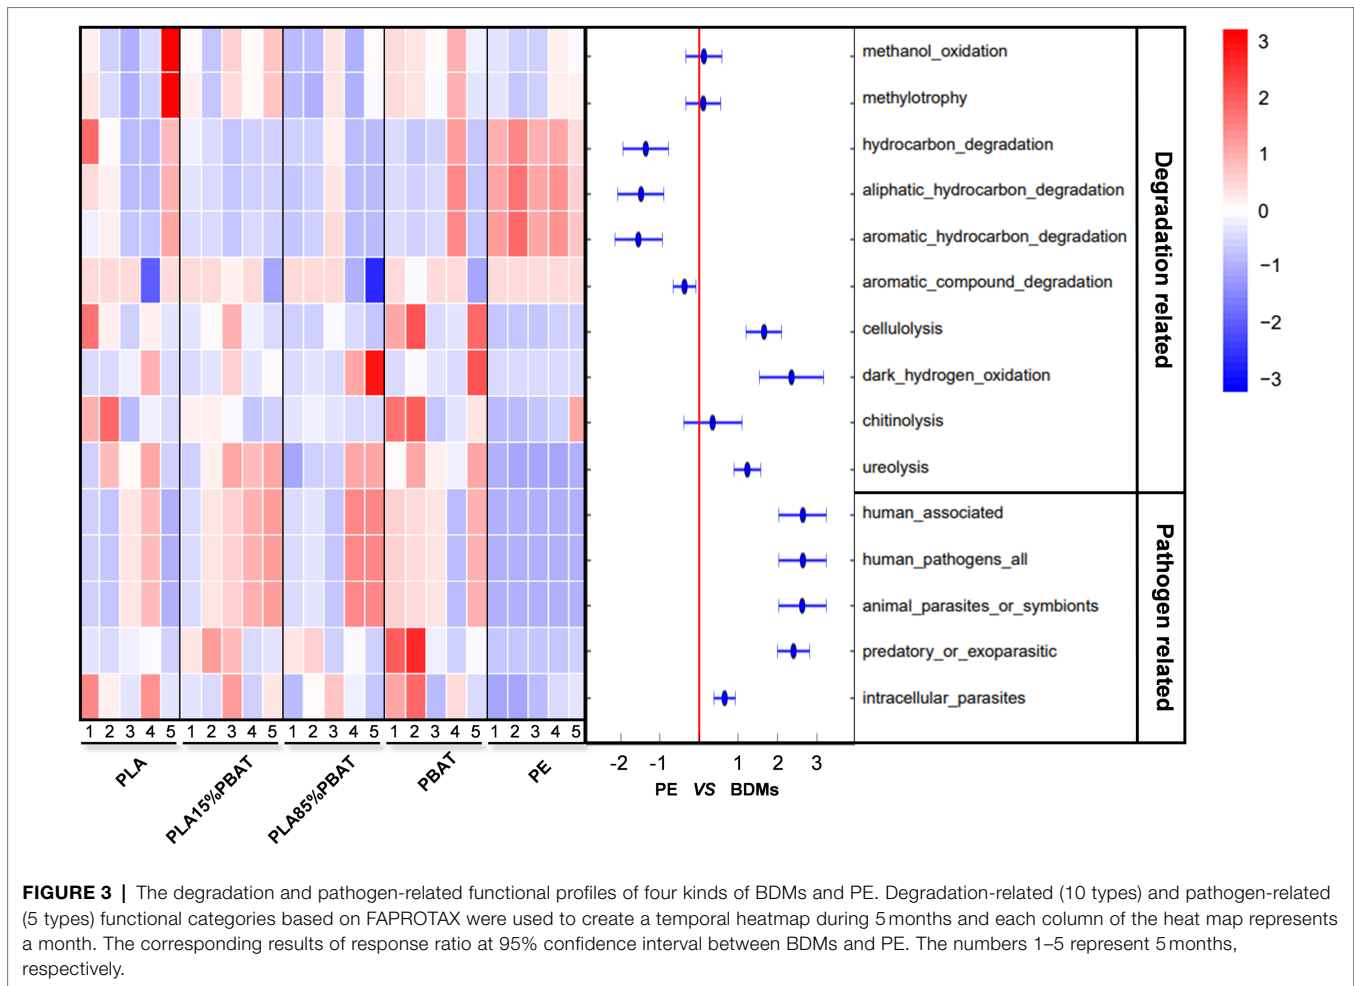 methanol_oxidation
methylotrophy
hydrocarbon_degradation
aliphatic_hydrocarbon_degradation
aromatic_hydrocarbon_degradation
aromatic_compound_degradation
cellulolysis
dark_hydrogen_oxidation
chitinolysis
ureolysis
human_associated
human_pathogens_all
animal_parasites_or_symbionts
predatory_or_exoparasitic
intracellular_parasites
Degradation related
Pathogen related
3
2
1
0
−1
−2
−3
1 2 3 4 5 1 2 3 4 5 1 2 3 4 5 1 2 3 4 5 1 2 3 4 5
PLA
PLA15%PBAT
PLA85%PBAT
PBAT
PE
-2 -1 1 2 3
PE VS BDMs
FIGURE 3 | The degradation and pathogen-related functional profiles of four kinds of BDMs and PE. Degradation-related (10 types) and pathogen-related
(5 types) functional categories based on FAPROTAX were used to create a temporal heatmap during 5 months and each column of the heat map represents
a month. The corresponding results of response ratio at 95% confidence interval between BDMs and PE. The numbers 1–5 represent 5 months,
respectively.